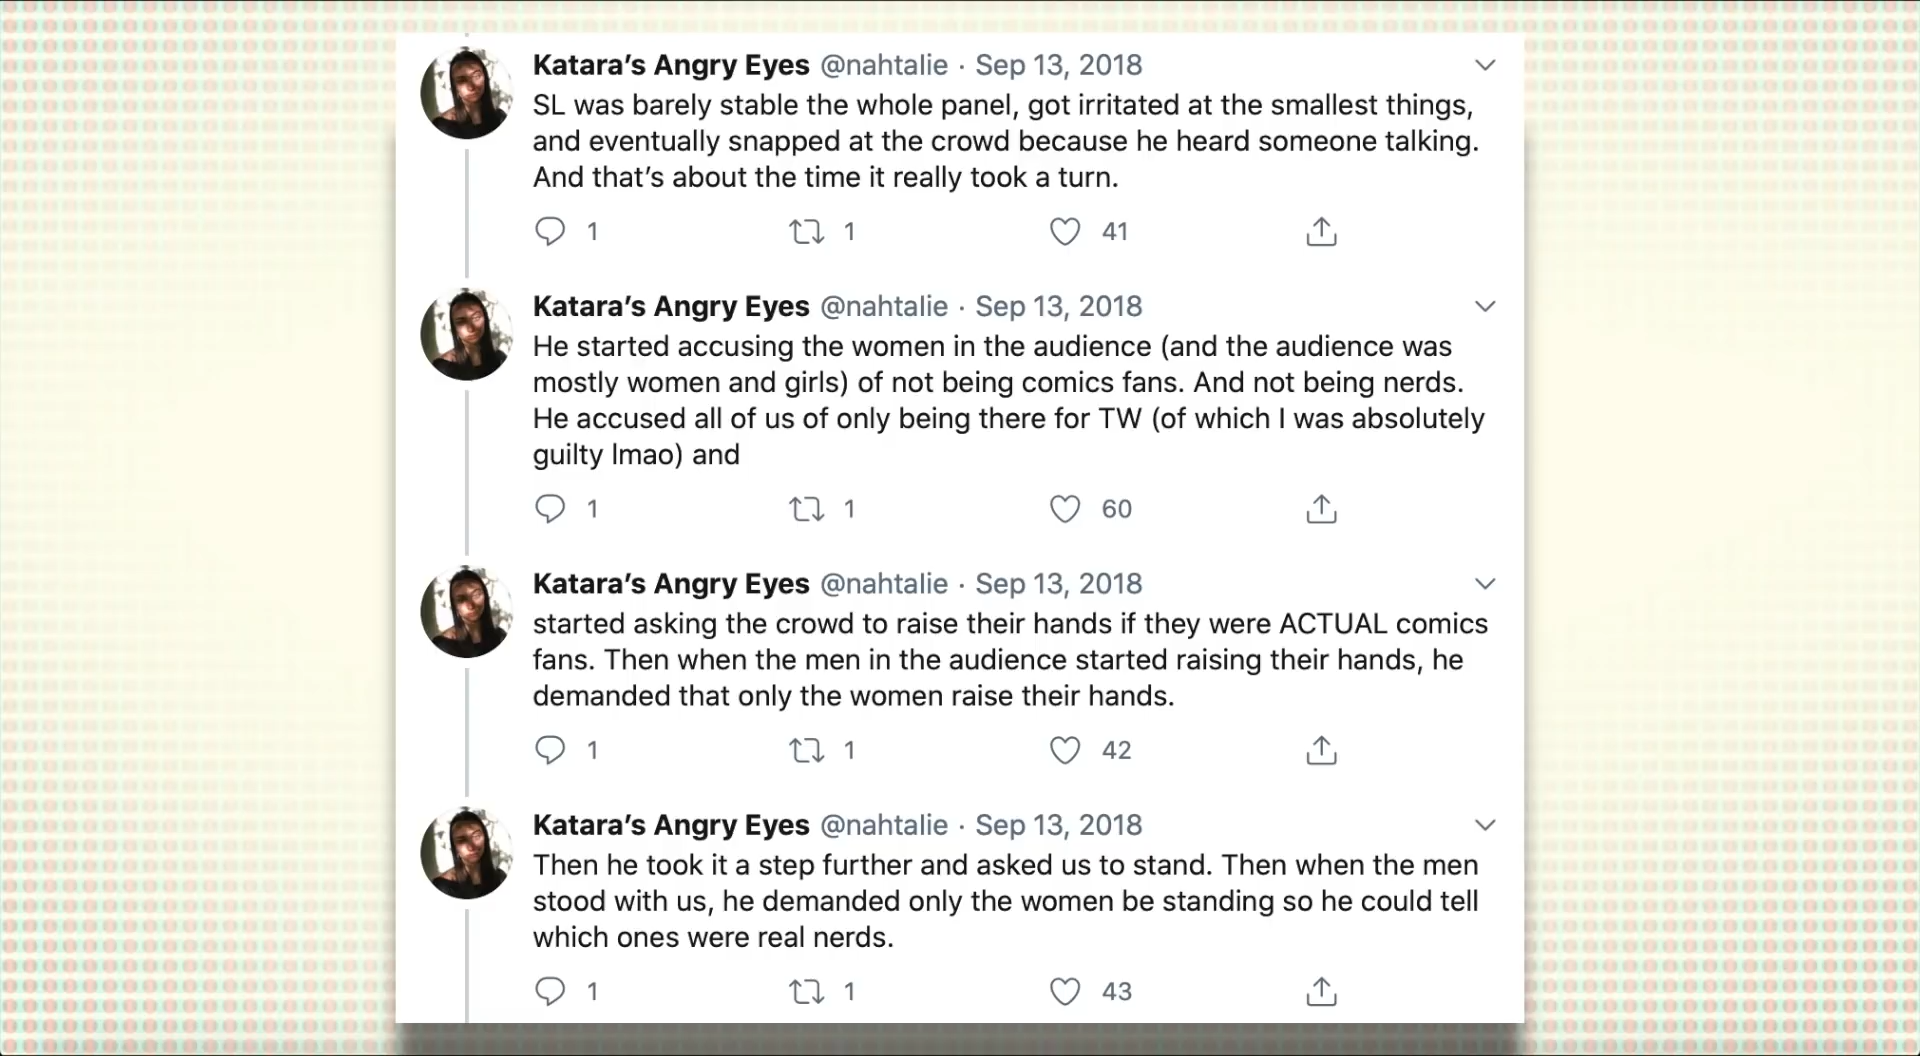 Katara’s Angry Eyes @nahtalie · Sep 13, 2018
SL was barely stable the whole panel, got irritated at the smallest things,
and eventually snapped at the crowd because he heard someone talking.
And that’s about the time it really took a turn.
1 1 41
Katara’s Angry Eyes @nahtalie · Sep 13, 2018
He started accusing the women in the audience (and the audience was
mostly women and girls) of not being comics fans. And not being nerds.
He accused all of us of only being there for TW (of which I was absolutely
guilty lmao) and
1 1 60
Katara’s Angry Eyes @nahtalie · Sep 13, 2018
started asking the crowd to raise their hands if they were ACTUAL comics
fans. Then when the men in the audience started raising their hands, he
demanded that only the women raise their hands.
1 1 42
Katara’s Angry Eyes @nahtalie · Sep 13, 2018
Then he took it a step further and asked us to stand. Then when the men
stood with us, he demanded only the women be standing so he could tell
which ones were real nerds.
1 1 43